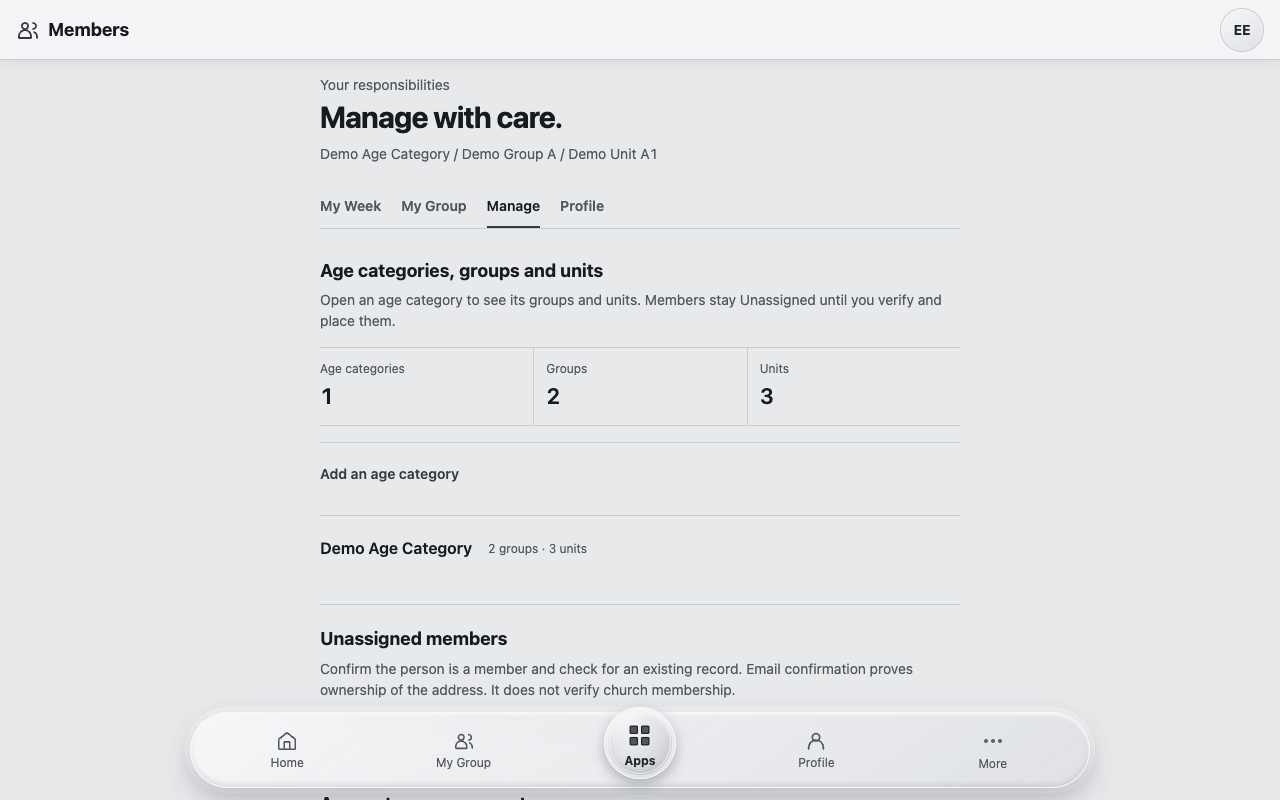 Members
EE
Your responsibilities
Manage with care.
Demo Age Category / Demo Group A / Demo Unit A1
My Week
My Group
Manage
Profile
Age categories, groups and units
Open an age category to see its groups and units. Members stay Unassigned until you verify and
place them.
Age categories
Groups
Units
1
2
3
Add an age category
Demo Age Category
2 groups · 3 units
Unassigned members
Confirm the person is a member and check for an existing record. Email confirmation proves
ownership of the address. It does not verify church membership.
Home
My Group
Apps
Profile
More